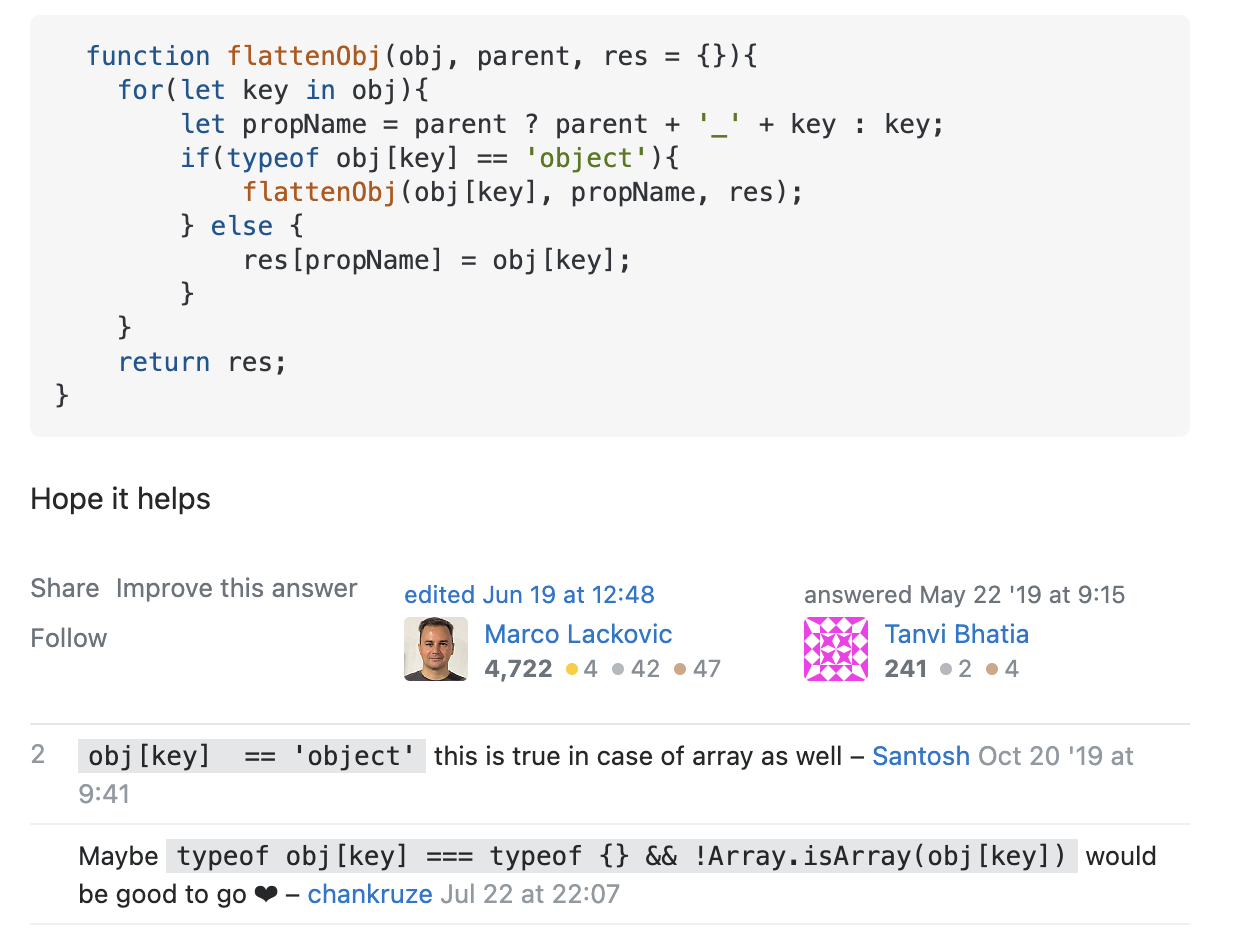 function flattenObj(obj, parent, res = {}){
for(let key in obj){
let propName = parent ? parent + '_' + key : key;
if(typeof obj[key] == 'object'){
flattenObj(obj[key], propName, res);
} else {
res[propName] = obj[key];
}
}
return res;
}
Hope it helps
Share Improve this answer
Follow
edited Jun 19 at 12:48
Marco Lackovic
4,722 4 42 47
answered May 22 '19 at 9:15
Tanvi Bhatia
241 2 4
2 obj[key]  == 'object' this is true in case of array as well – Santosh Oct 20 '19 at
9:41
Maybe typeof obj[key] === typeof {} && !Array.isArray(obj[key]) would
be good to go ❤ – chankruze Jul 22 at 22:07